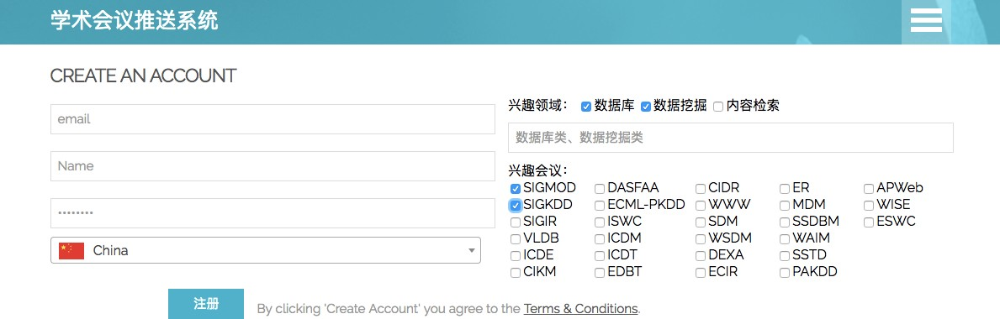 学术会议推送系统
CREATE AN ACCOUNT
email
Name
••••••••
China
兴趣领域： 数据库 数据挖掘 内容检索
数据库类、数据挖掘类
兴趣会议：
SIGMOD DASFAA CIDR ER APWeb
SIGKDD ECML-PKDD WWW MDM WISE
SIGIR ISWC SDM SSDBM ESWC
VLDB ICDM WSDM WAIM
ICDE ICDT DEXA SSTD
CIKM EDBT ECIR PAKDD
注册 By clicking 'Create Account' you agree to the Terms & Conditions.